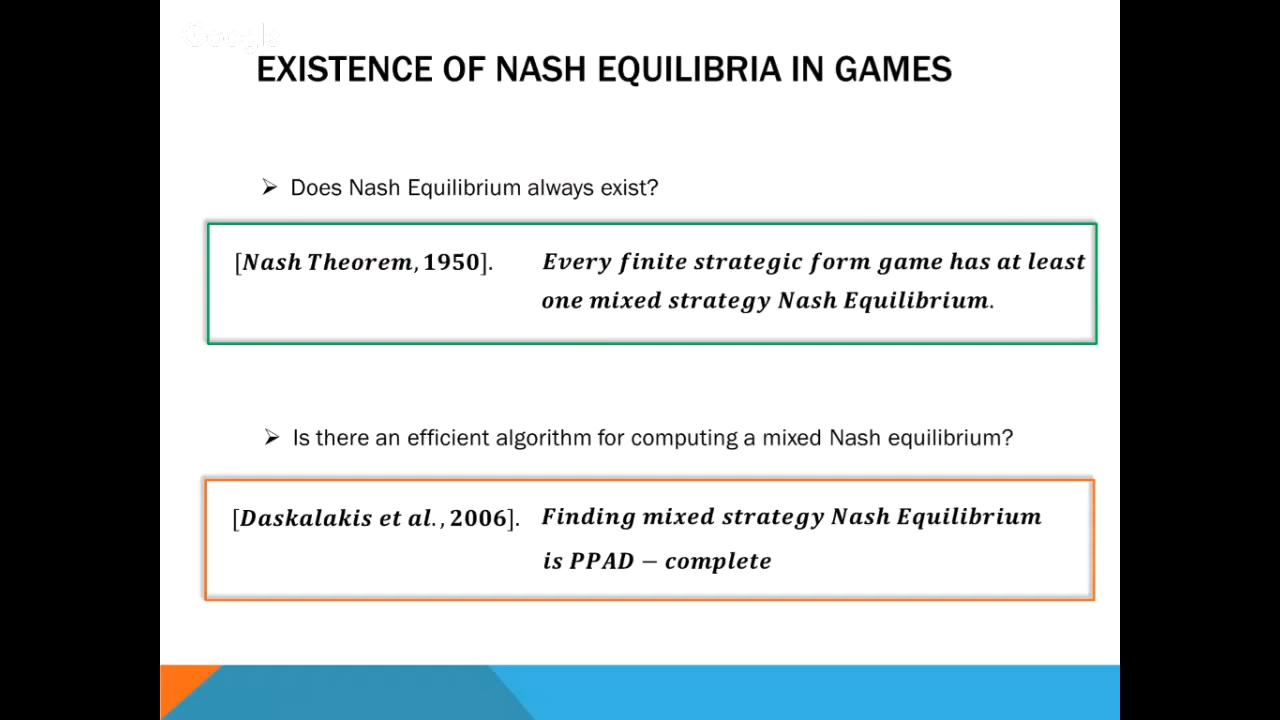 Google
EXISTENCE OF NASH EQUILIBRIA IN GAMES
➢ Does Nash Equilibrium always exist?
[Nash Theorem, 1950]. Every finite strategic form game has at least
one mixed strategy Nash Equilibrium.
➢ Is there an efficient algorithm for computing a mixed Nash equilibrium?
[Daskalakis et al., 2006]. Finding mixed strategy Nash Equilibrium
is PPAD − complete